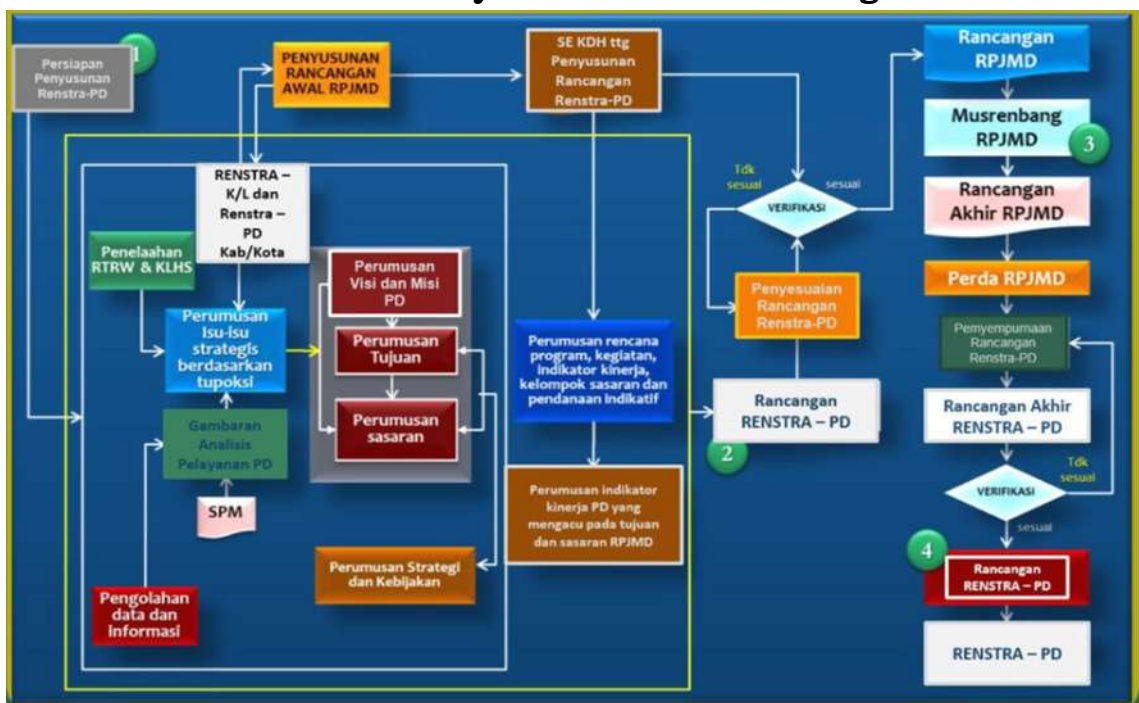 1
Persiapan
Penyusunan
Renstra-PD
PENYUSUNAN
RANCANGAN
AWAL RPJMD
SE KDH ttg
Penyusunan
Rancangan
Renstra-PD
RENSTRA –
K/L dan
Renstra –
PD
Kab/Kota
Penelaahan
RTRW & KLHS
Perumusan
Isu-isu
strategis
berdasarkan
tupoksi
Gambaran
Analisis
Pelayanan PD
SPM
Pengolahan
data dan
informasi
Perumusan
Visi dan Misi
PD
Perumusan
Tujuan
Perumusan
sasaran
Perumusan Strategi
dan Kebijakan
Perumusan rencana
program, kegiatan,
indikator kinerja,
kelompok sasaran dan
pendanaan indikatif
Perumusan indikator
kinerja PD yang
mengacu pada tujuan
dan sasaran RPJMD
Tdk
sesuai
sesuai
VERIFIKASI
Penyesuaian
Rancangan
Renstra-PD
Rancangan
RENSTRA – PD
2
Rancangan
RPJMD
Musrenbang
RPJMD
3
Rancangan
Akhir RPJMD
Perda RPJMD
Pemyempurnaan
Rancangan
Renstra-PD
Rancangan Akhir
RENSTRA – PD
Tdk
sesuai
VERIFIKASI
sesuai
4
Rancangan
RENSTRA – PD
RENSTRA – PD